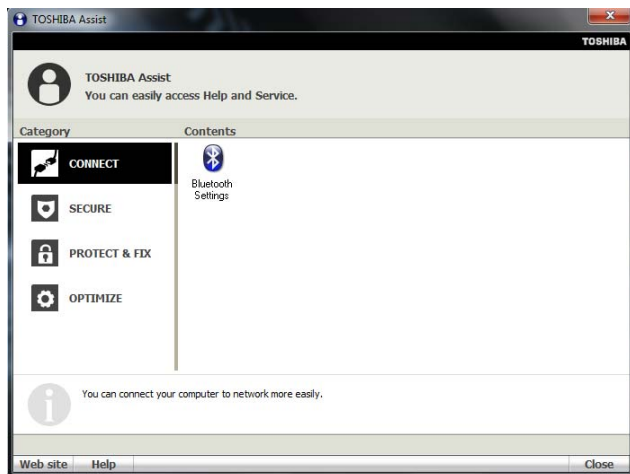 TOSHIBA Assist
TOSHIBA
TOSHIBA Assist
You can easily access Help and Service.
Category
Contents
CONNECT
Bluetooth
Settings
SECURE
PROTECT & FIX
OPTIMIZE
You can connect your computer to network more easily.
Web site Help Close